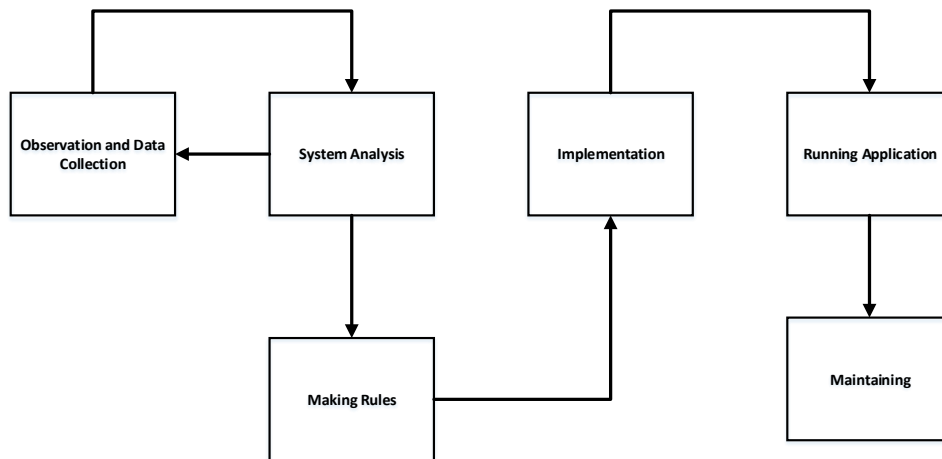 Observation and Data
Collection
System Analysis
Implementation
Running Application
Making Rules
Maintaining